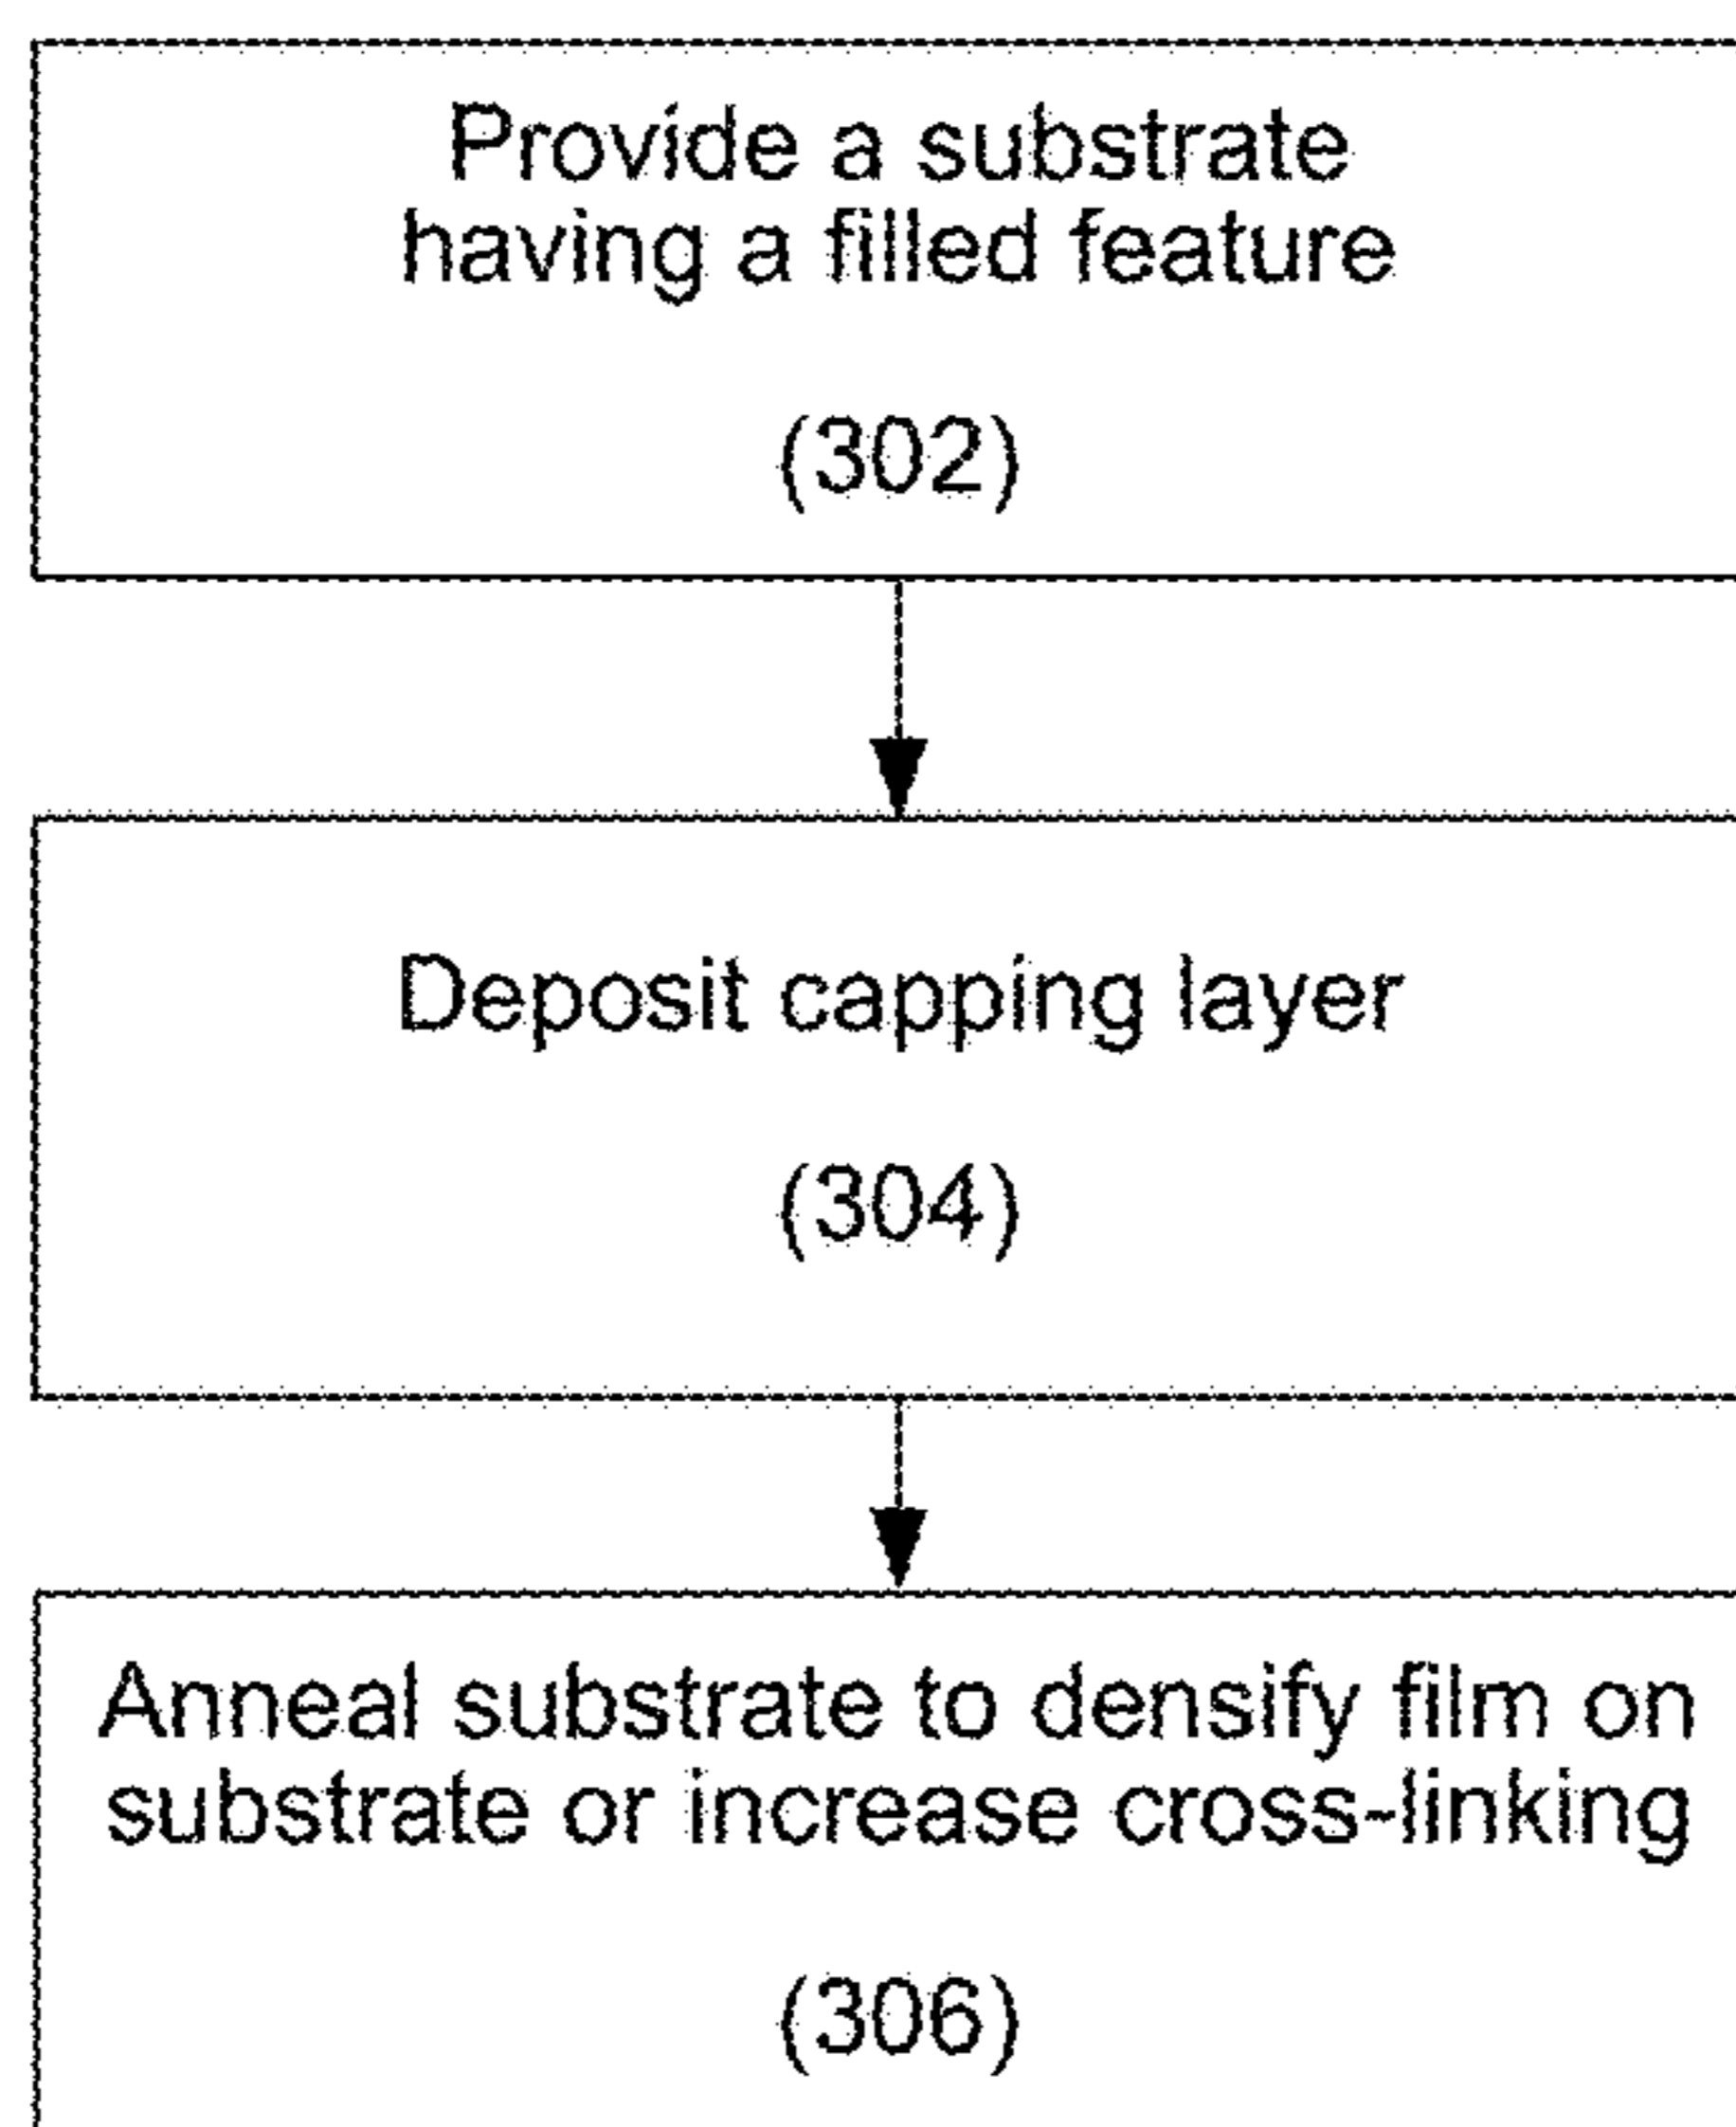 Provide a substrate
having a filled feature
(302)
Deposit capping layer
(304)
Anneal substrate to densify film on
substrate or increase cross-linking
(306)